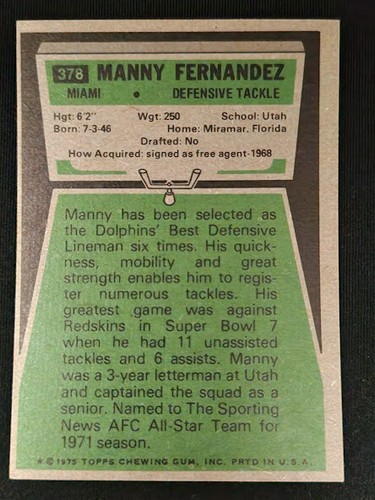 378 MANNY FERNANDEZ
MIAMI • DEFENSIVE TACKLE
Hgt: 6'2" Wgt: 250 School: Utah
Born: 7-3-46 Home: Miramar, Florida
Drafted: No
How Acquired: signed as free agent-1968
Manny has been selected as
the Dolphins' Best Defensive
Lineman six times. His quick-
ness, mobility and great
strength enables him to regis-
ter numerous tackles. His
greatest game was against
Redskins in Super Bowl 7
when he had 11 unassisted
tackles and 6 assists. Manny
was a 3-year letterman at Utah
and captained the squad as a
senior. Named to The Sporting
News AFC All-Star Team for
1971 season.
* © 1975 TOPPS CHEWING GUM, INC. PRTD IN U.S.A.